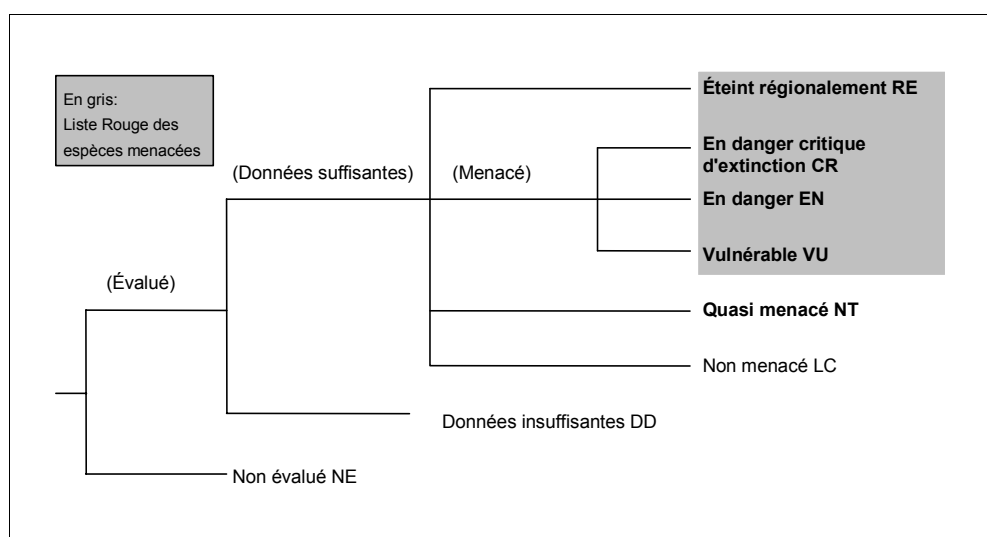 En gris:
Liste Rouge des
espèces menacées
Éteint régionalement RE
En danger critique
d'extinction CR
(Données suffisantes)
(Menacé)
En danger EN
Vulnérable VU
(Évalué)
Quasi menacé NT
Non menacé LC
Données insuffisantes DD
Non évalué NE